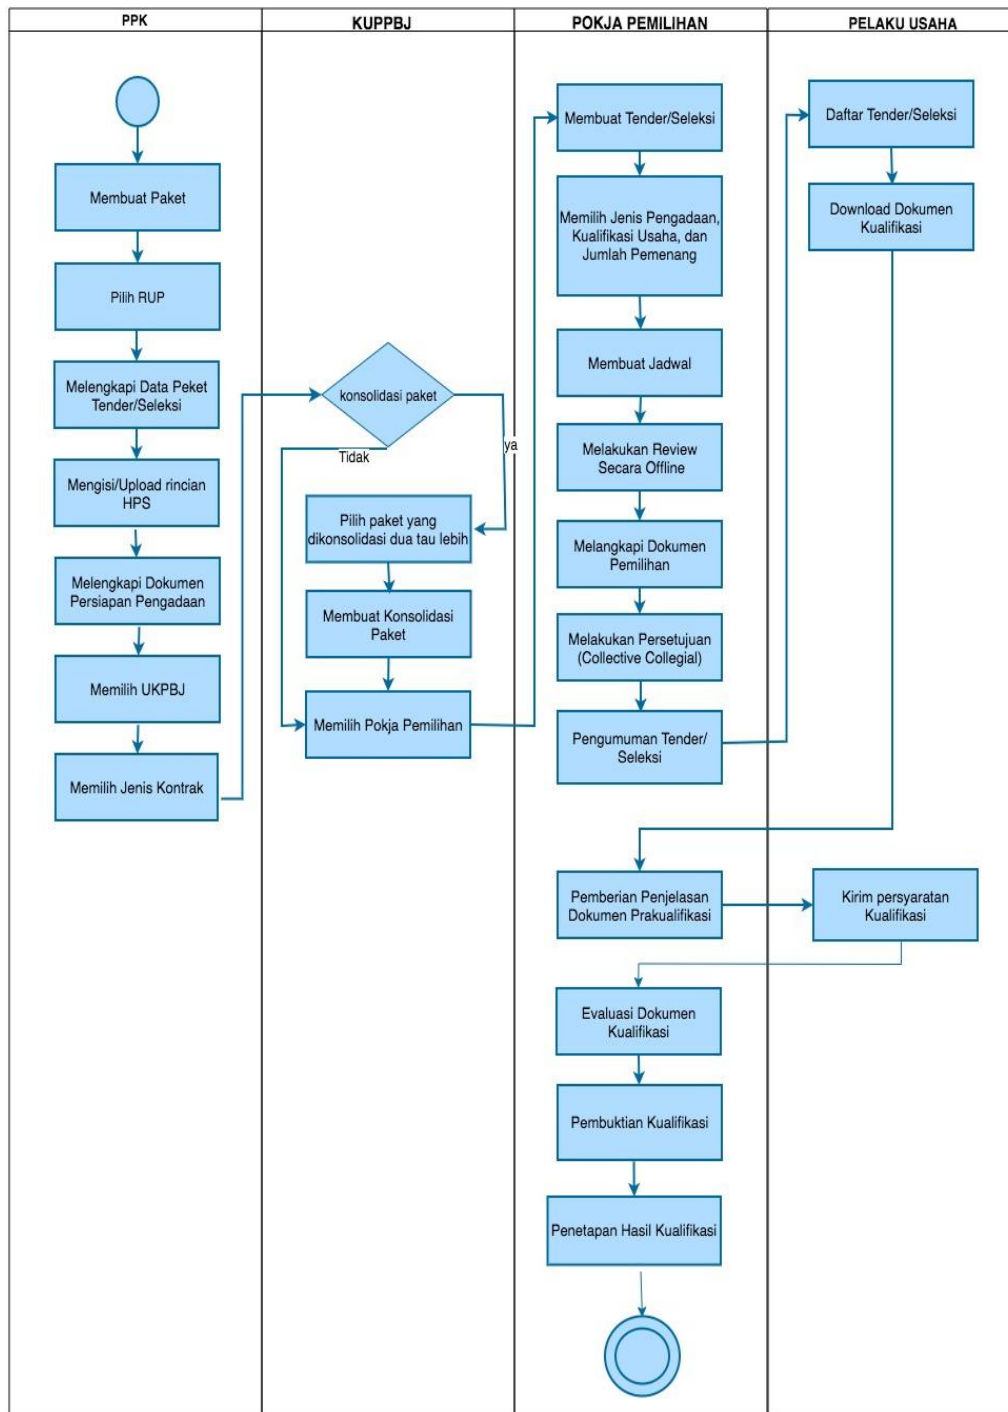 PPK
KUPPBJ
POKJA PEMILIHAN
PELAKU USAHA
Membuat Paket
Pilih RUP
Melengkapi Data Peket
Tender/Seleksi
Mengisi/Upload rincian
HPS
Melengkapi Dokumen
Persiapan Pengadaan
Memilih UKPBJ
Memilih Jenis Kontrak
konsolidasi paket
ya
Tidak
Pilih paket yang
dikonsolidasi dua tau lebih
Membuat Konsolidasi
Paket
Memilih Pokja Pemilihan
Membuat Tender/Seleksi
Memilih Jenis Pengadaan,
Kualifikasi Usaha, dan
Jumlah Pemenang
Membuat Jadwal
Melakukan Review
Secara Offline
Melangkapi Dokumen
Pemilihan
Melakukan Persetujuan
(Collective Collegial)
Pengumuman Tender/
Seleksi
Daftar Tender/Seleksi
Download Dokumen
Kualifikasi
Pemberian Penjelasan
Dokumen Prakualifikasi
Kirim persyaratan
Kualifikasi
Evaluasi Dokumen
Kualifikasi
Pembuktian Kualifikasi
Penetapan Hasil Kualifikasi